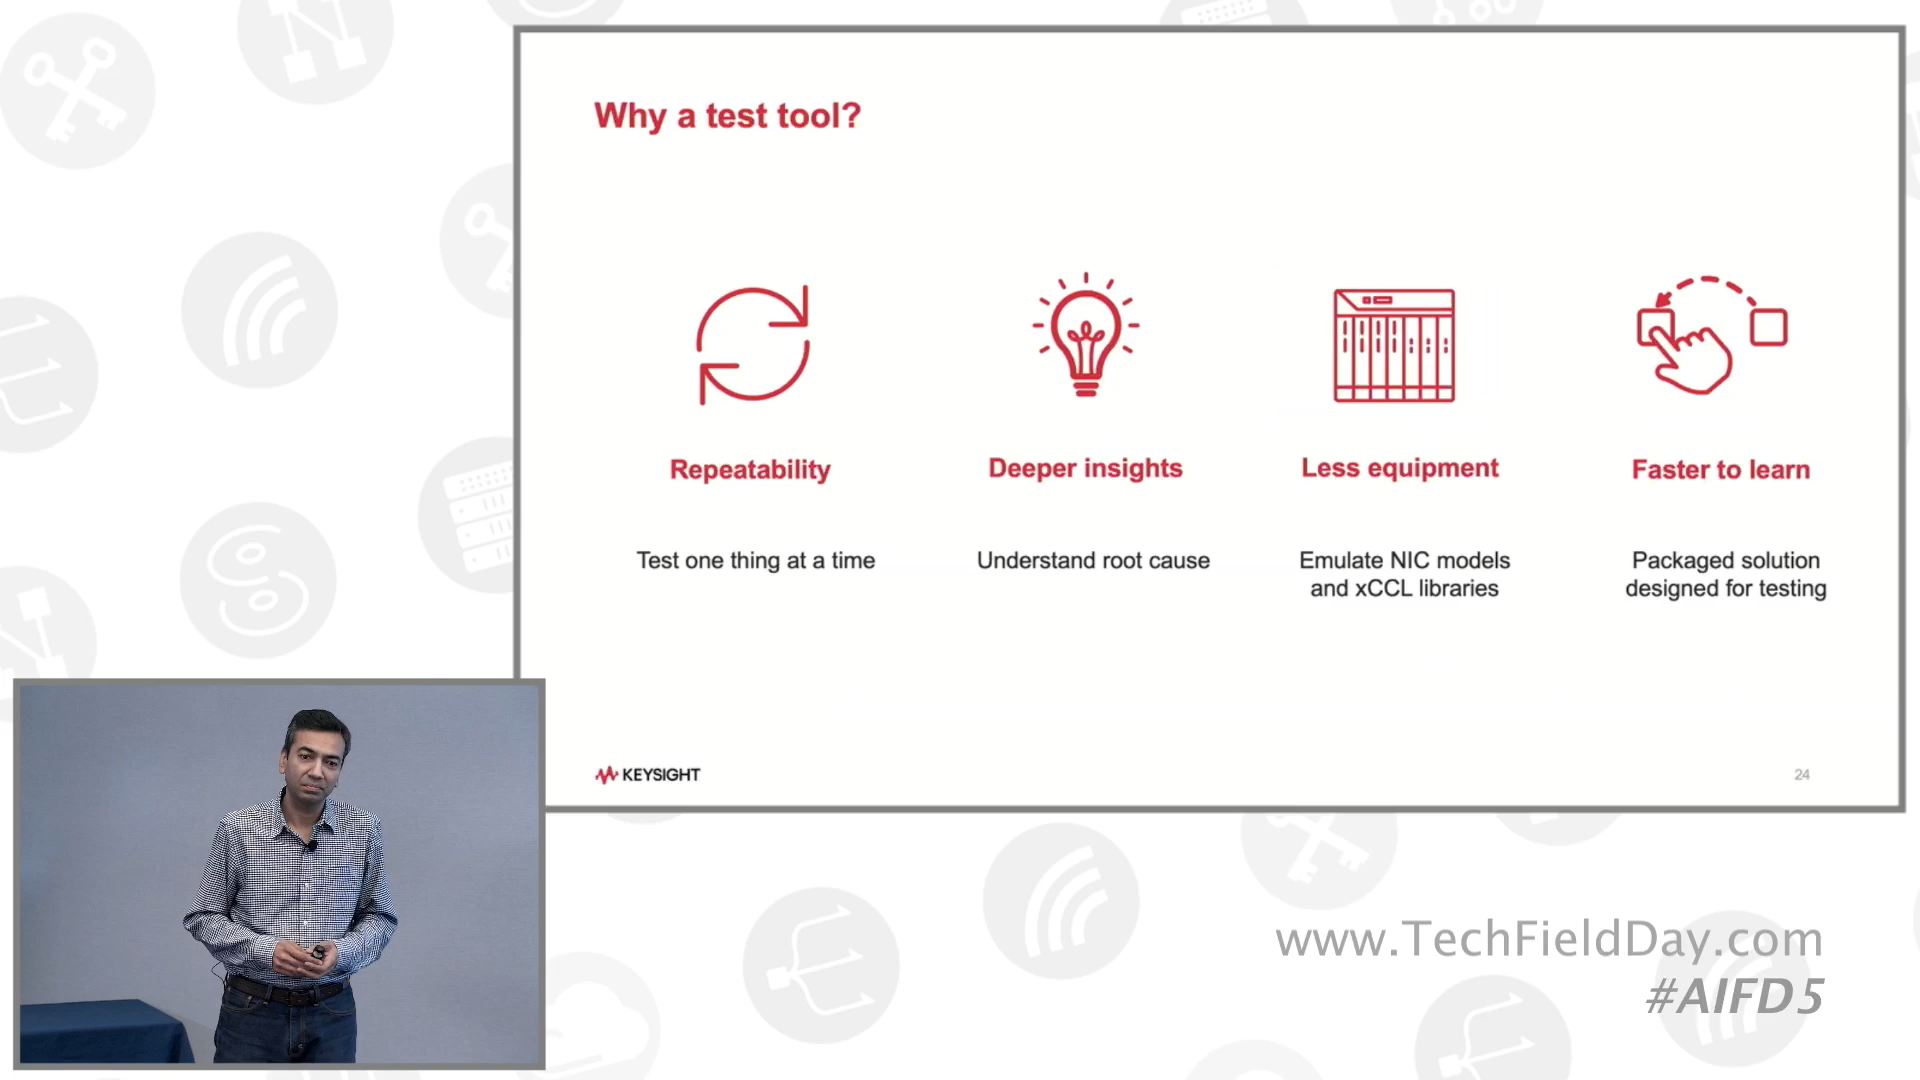 Why a test tool?
Repeatability
Test one thing at a time
Deeper insights
Understand root cause
Less equipment
Emulate NIC models
and xCCL libraries
Faster to learn
Packaged solution
designed for testing
KEYSIGHT
24
www.TechFieldDay.com
#AIFD5